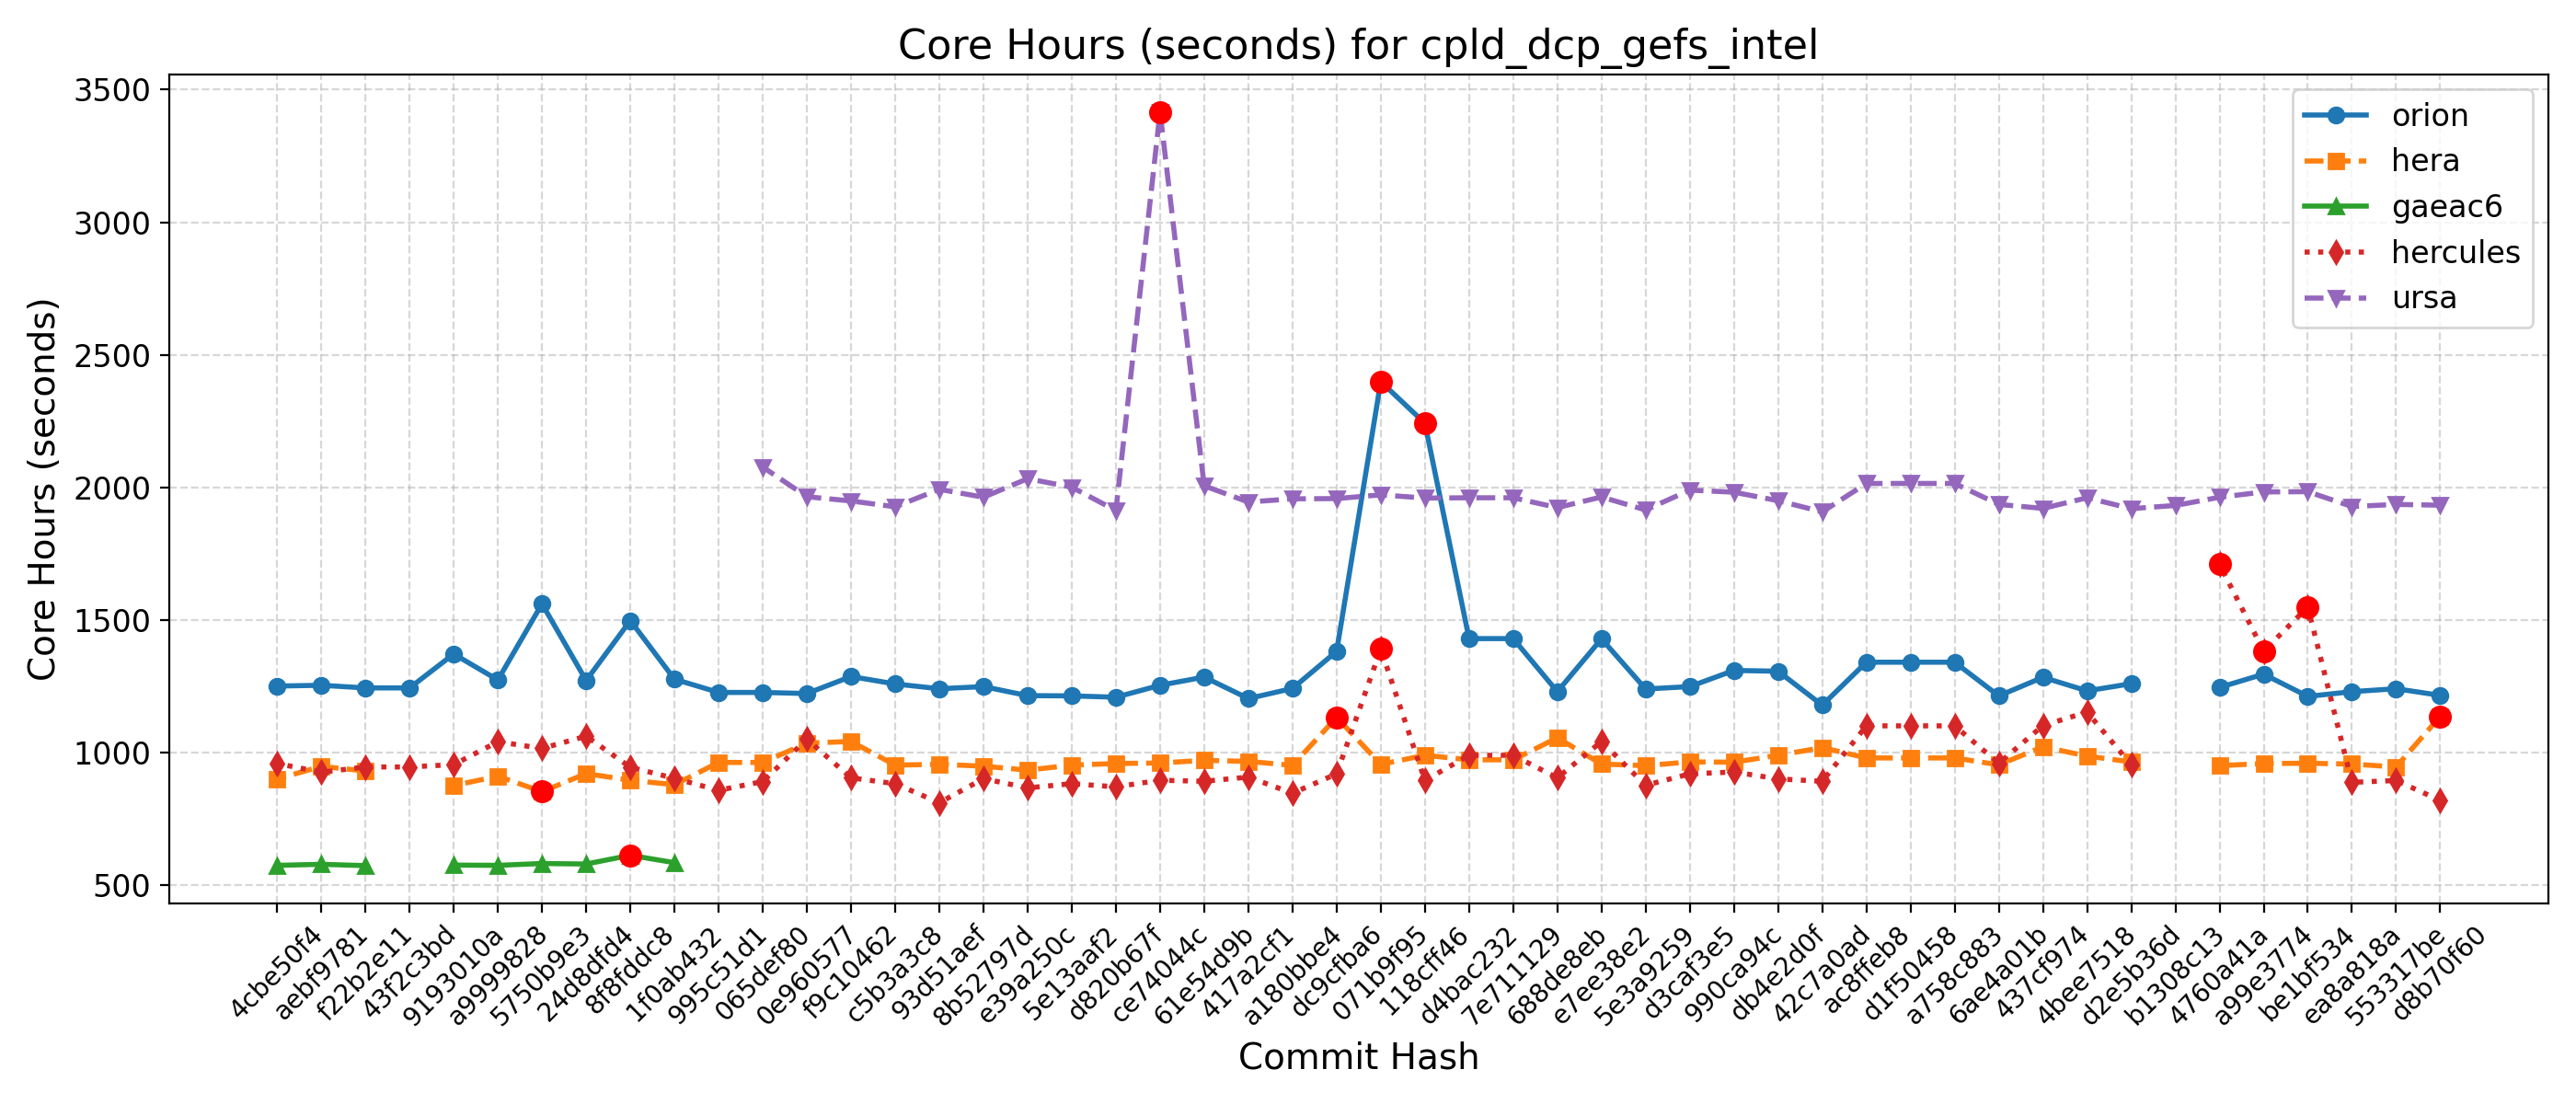 Core Hours (seconds) for cpld_dcp_gefs_intel
Core Hours (seconds)
3500
3000
2500
2000
1500
1000
500
orion
hera
gaeac6
hercules
ursa
4cbe50f4
aebf9781
f22b2e11
43f2c3bd
9193010a
a9999828
5750b9e3
24d8dfd4
8f8fddc8
1f0ab432
995c51d1
065def80
0e960577
f9c10462
c5b3a3c8
93d51aef
8b52797d
e39a250c
5e13aaf2
d820b67f
ce74044c
61e54d9b
417a2cf1
a180bbe4
dc9cfba6
071b9f95
118cff46
d4bac232
7e711129
688de8eb
e7ee38e2
5e3a9259
d3caf3e5
990ca94c
db4e2d0f
42c7a0ad
ac8ffeb8
d1f50458
a758c883
6ae4a01b
437cf974
4bee7518
d2e5b36d
b1308c13
4760a41a
a99e3774
be1bf534
ea8a818a
553317be
d8b70f60
Commit Hash